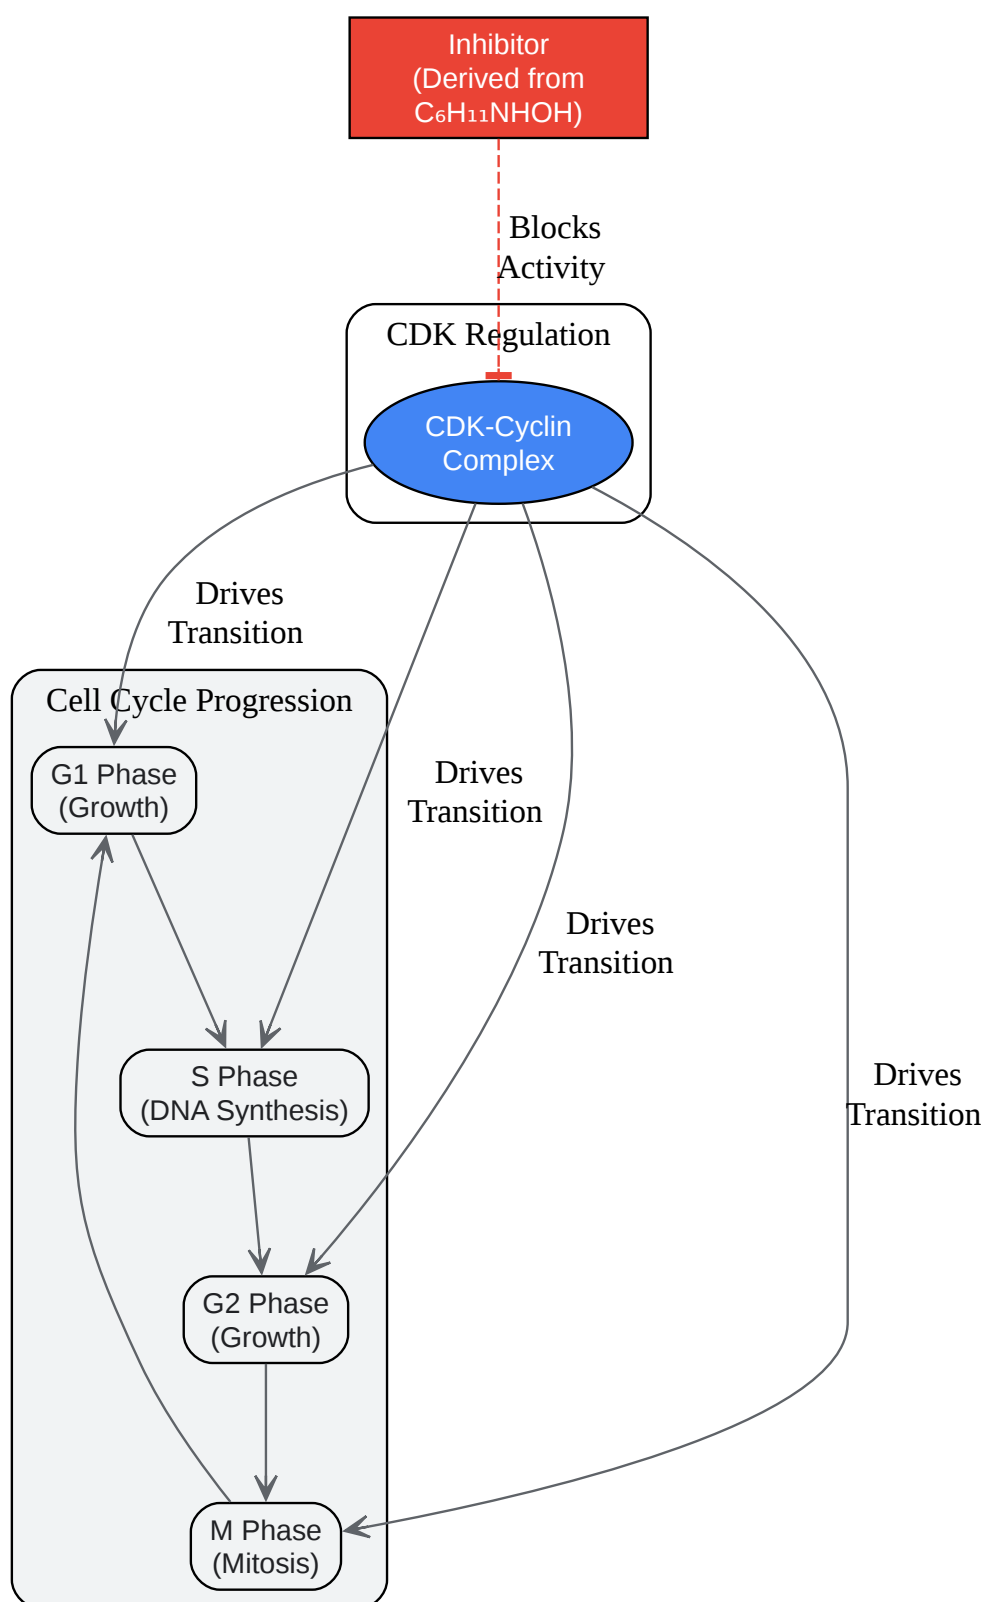 Inhibitor
(Derived from
C₆H₁₁NHOH)
Blocks
Activity
CDK Regulation
CDK-Cyclin
Complex
Drives
Transition
Cell Cycle Progression
G1 Phase
(Growth)
Drives
Transition
Drives
Transition
S Phase
(DNA Synthesis)
Drives
Transition
G2 Phase
(Growth)
M Phase
(Mitosis)